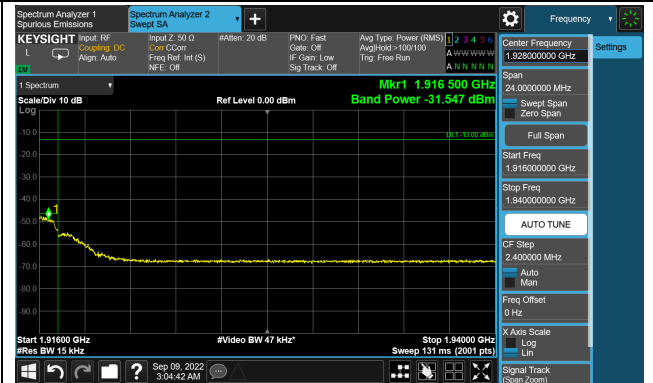 Spectrum Analyzer 1
Spurious Emissions
Spectrum Analyzer 2
Swept SA
Frequency
KEYSIGHT
L
LXI
Input: RF
Coupling: DC
Align: Auto
Input Z: 50 Ω
Corr CCorr
Freq Ref: Int (S)
NFE: Off
#Atten: 20 dB
PNO: Fast
Gate: Off
IF Gain: Low
Sig Track: Off
Avg Type: Power (RMS)
Avg|Hold:>100/100
Trig: Free Run
1 2 3 4 5 6
A W W W W W
A N N N N N
1 Spectrum
Scale/Div 10 dB
Log
Ref Level 0.00 dBm
Mkr1 1.916 500 GHz
Band Power -31.547 dBm
DL1 -13.00 dBm
-10.0
-20.0
-30.0
-40.0
-50.0
-60.0
-70.0
-80.0
-90.0
1
Start 1.91600 GHz
#Res BW 15 kHz
#Video BW 47 kHz*
Stop 1.94000 GHz
Sweep 131 ms (2001 pts)
Sep 09, 2022
3:04:42 AM
?
Center Frequency
1.928000000 GHz
Settings
Span
24.0000000 MHz
Swept Span
Zero Span
Full Span
Start Freq
1.916000000 GHz
Stop Freq
1.940000000 GHz
AUTO TUNE
CF Step
2.400000 MHz
Auto
Man
Freq Offset
0 Hz
X Axis Scale
Log
Lin
Signal Track
(Span Zoom)